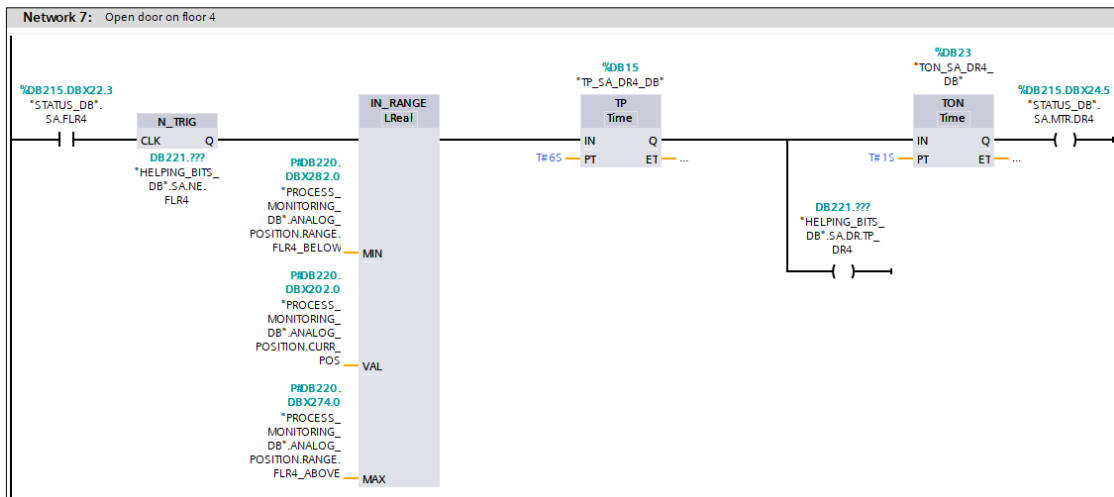 Network 7: Open door on floor 4
%DB215.DBX22.3
"STATUS_DB".
SA.FLR4
N_TRIG
CLK Q
DB221.???
"HELPING_BITS_
DB".SA.NE.
FLR4
IN_RANGE
LReal
P#DB220.
DBX282.0
"PROCESS_
MONITORING_
DB".ANALOG_
POSITION.RANGE.
FLR4_BELOW
MIN
P#DB220.
DBX202.0
"PROCESS_
MONITORING_
DB".ANALOG_
POSITION.CURR_
POS
VAL
P#DB220.
DBX274.0
"PROCESS_
MONITORING_
DB".ANALOG_
POSITION.RANGE.
FLR4_ABOVE
MAX
%DB15
"TP_SA_DR4_DB"
TP
Time
IN Q
T#6S PT ET ...
DB221.???
"HELPING_BITS_
DB".SA.DR.TP_
DR4
%DB23
"TON_SA_DR4_
DB"
TON
Time
IN Q
T#1S PT ET ...
%DB215.DBX24.5
"STATUS_DB".
SA.MTR.DR4